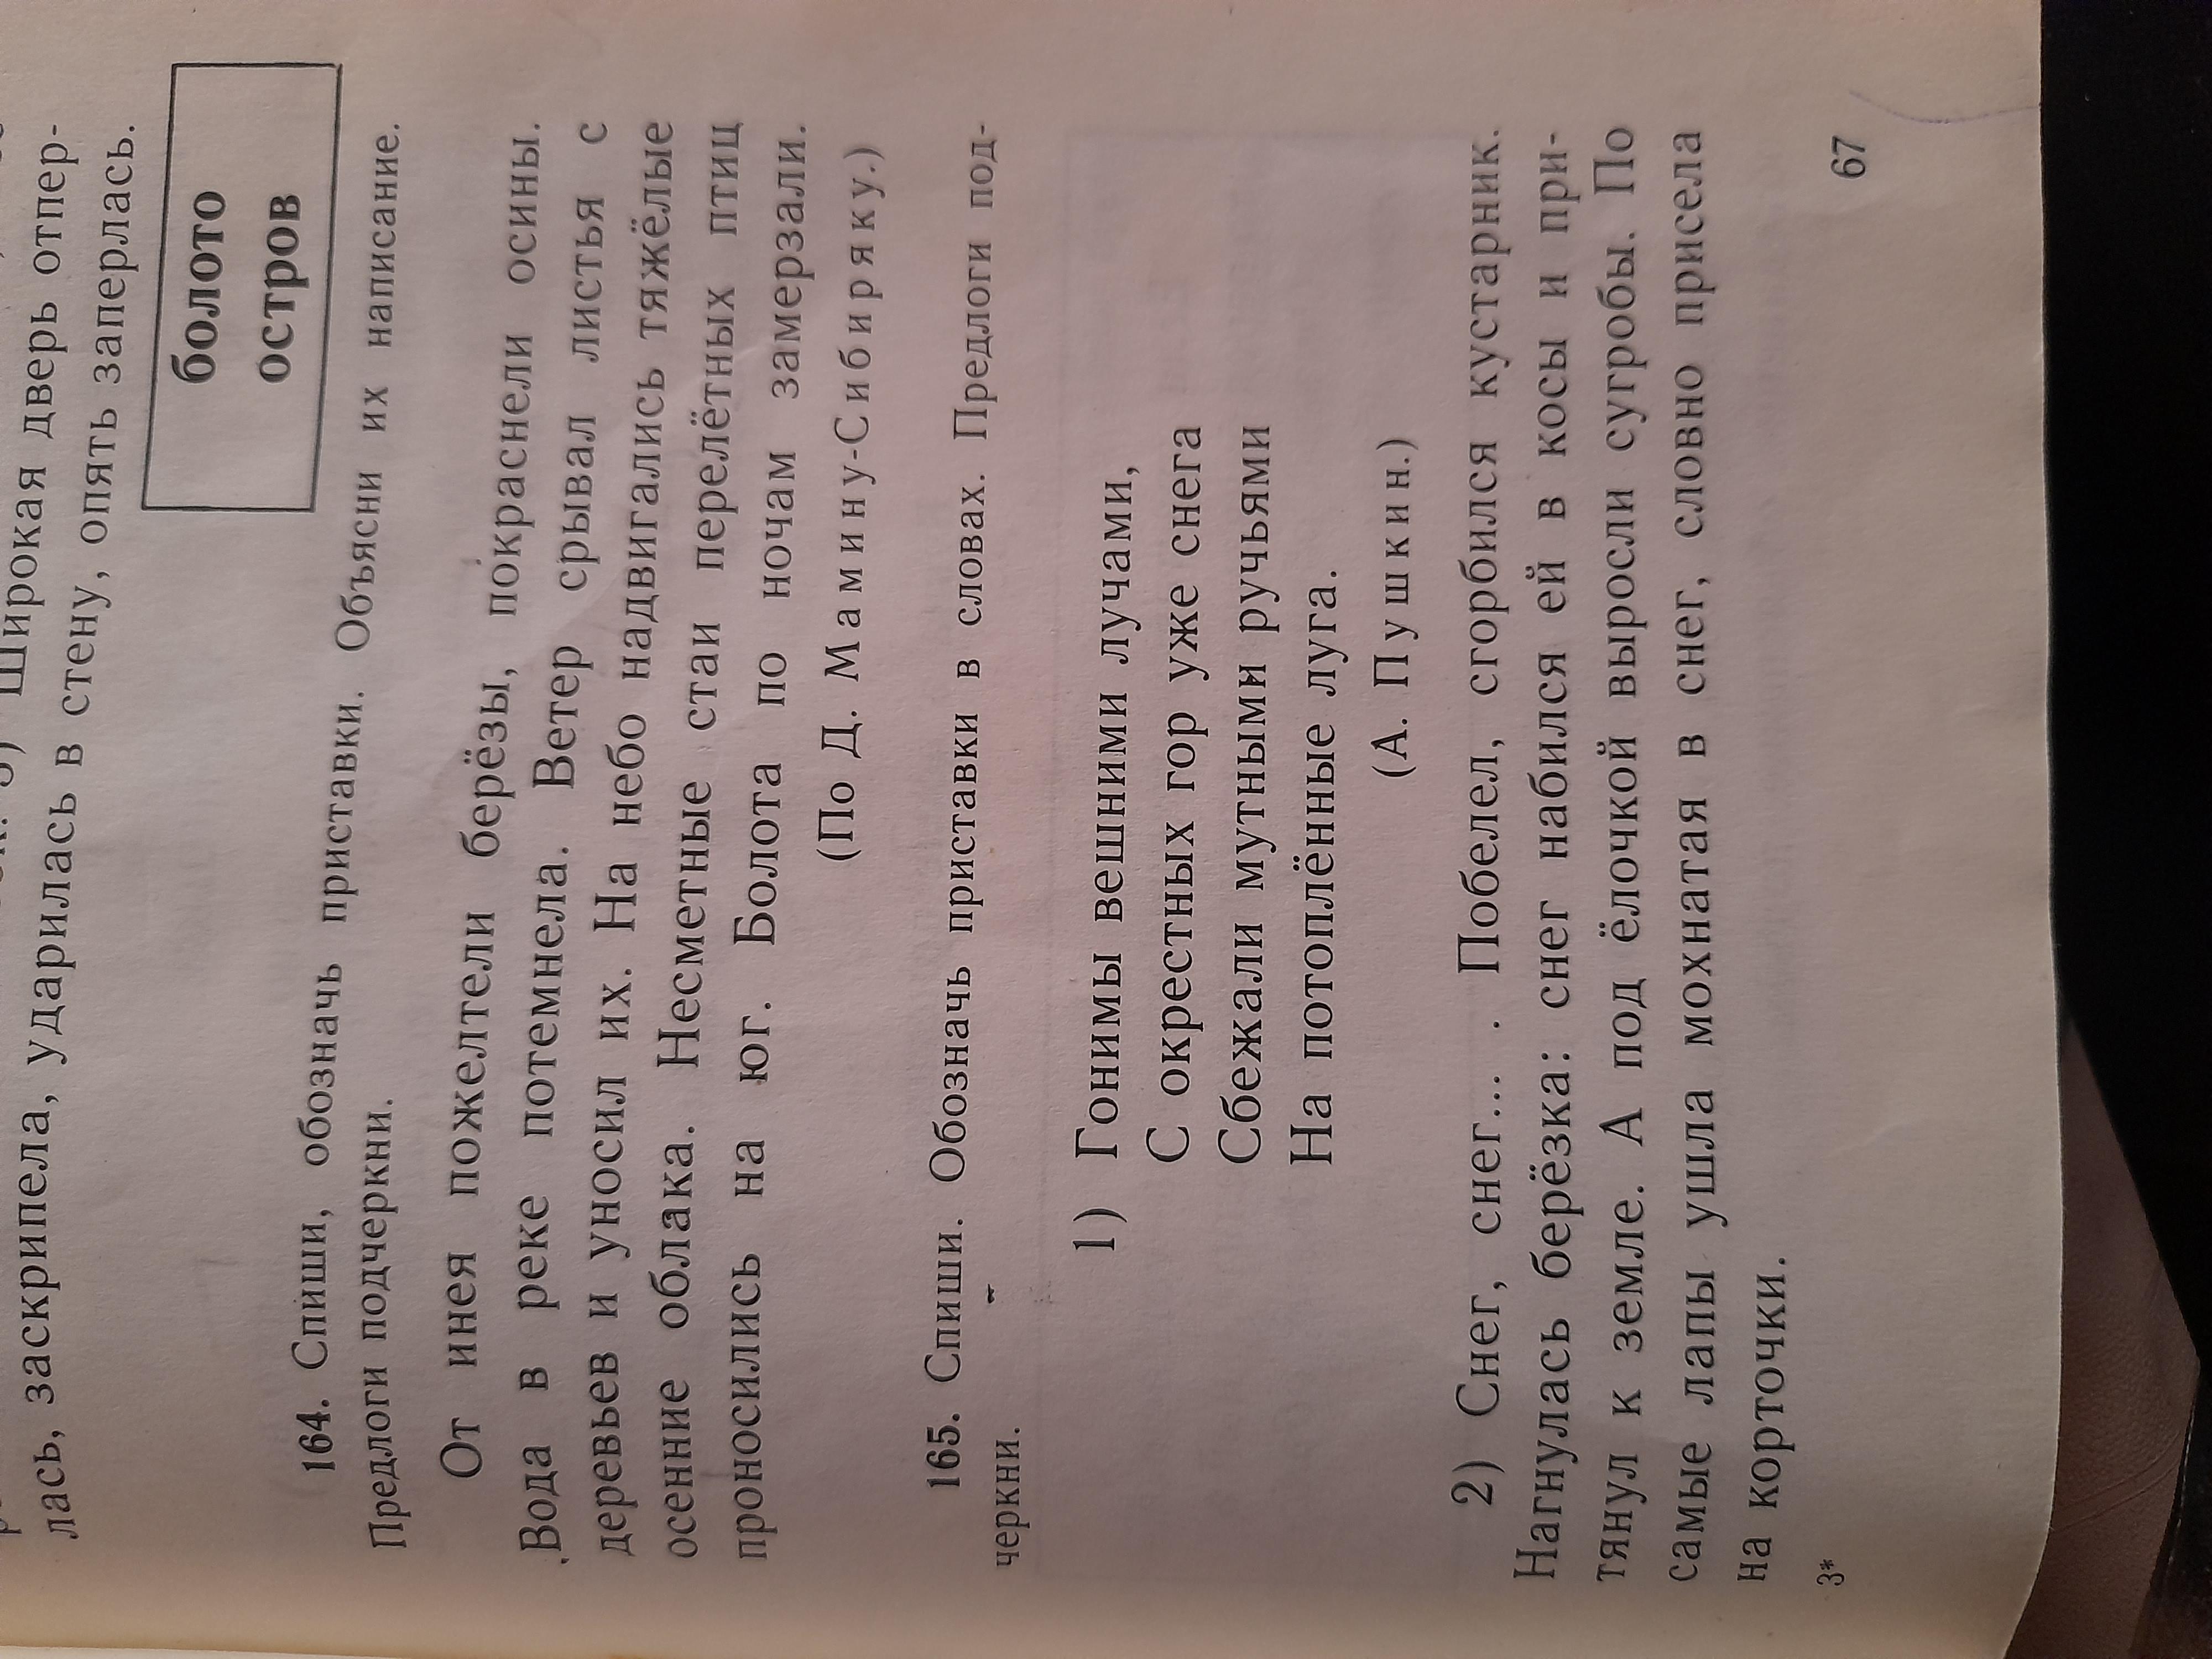 лась, заскрипела, ударилась в стену, опять заперлась.
Широкая дверь отпер-
болото
остров
164. Спиши, обозначь приставки. Объясни их написание.
Предлоги подчеркни.
От инея пожелтели берёзы, покраснели осины.
Вода в реке потемнела. Ветер срывал листья с
деревьев и уносил их. На небо надвигались тяжёлые
осенние облака. Несметные стаи перелётных птиц
проносились на юг. Болота по ночам замерзали.
(По Д. Мамину-Сибиряку.)
165. Спиши. Обозначь приставки в словах. Предлоги под-
черкни.
1) Гонимы вешними лучами,
С окрестных гор уже снега
Сбежали мутными ручьями
На потоплённые луга.
(А. Пушкин.)
2) Снег, снег... . Побелел, сгорбился кустарник.
Нагнулась берёзка: снег набился ей в косы и при-
тянул к земле. А под ёлочкой выросли сугробы. По
самые лапы ушла мохнатая в снег, словно присела
на корточки.
3*
67